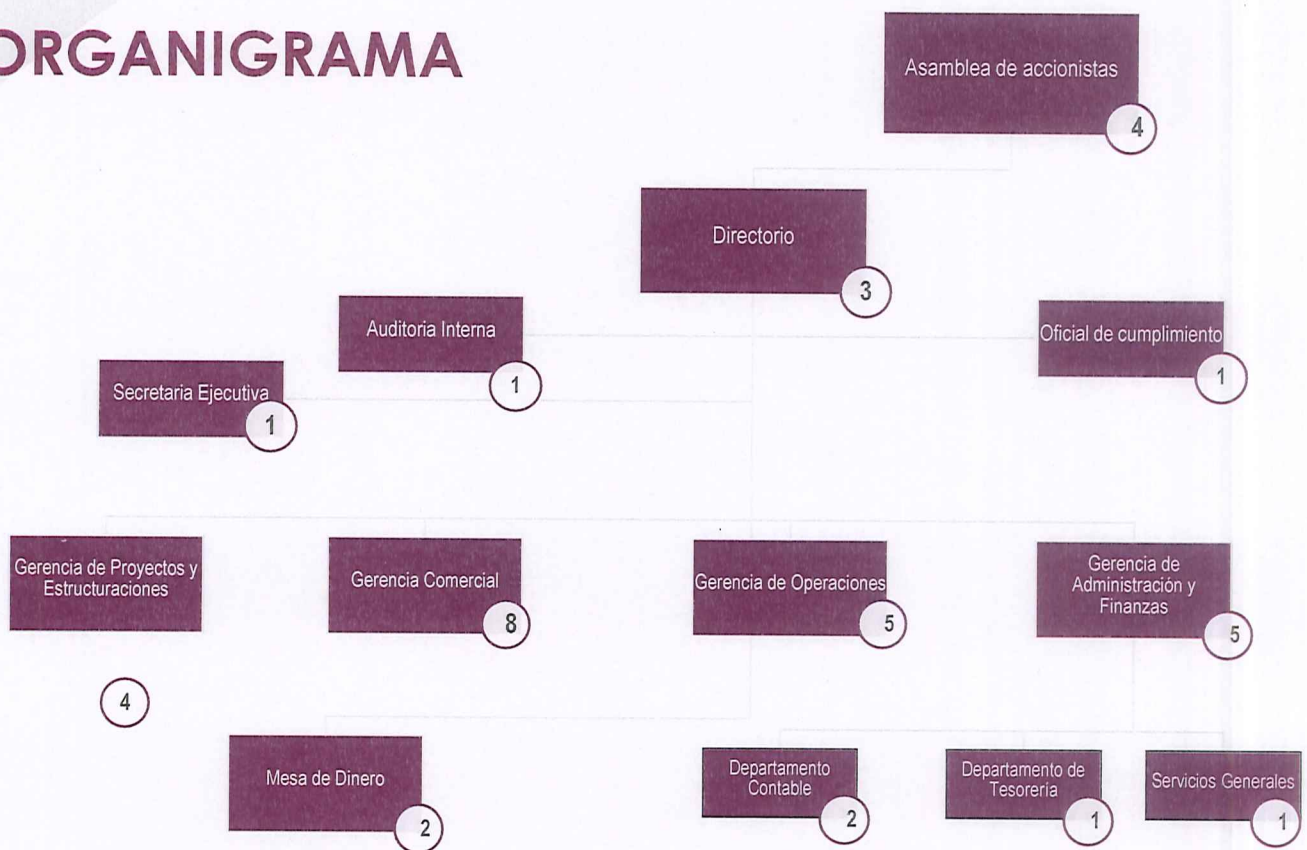 ORGANIGRAMA
Asamblea de accionistas
4
Directorio
3
Auditoria Interna
1
Oficial de cumplimiento
1
Secretaria Ejecutiva
1
Gerencia de Proyectos y
Estructuraciones
4
Gerencia Comercial
8
Gerencia de Operaciones
5
Gerencia de
Administración y
Finanzas
5
Mesa de Dinero
2
Departamento
Contable
2
Departamento de
Tesoreria
1
Servicios Generales
1